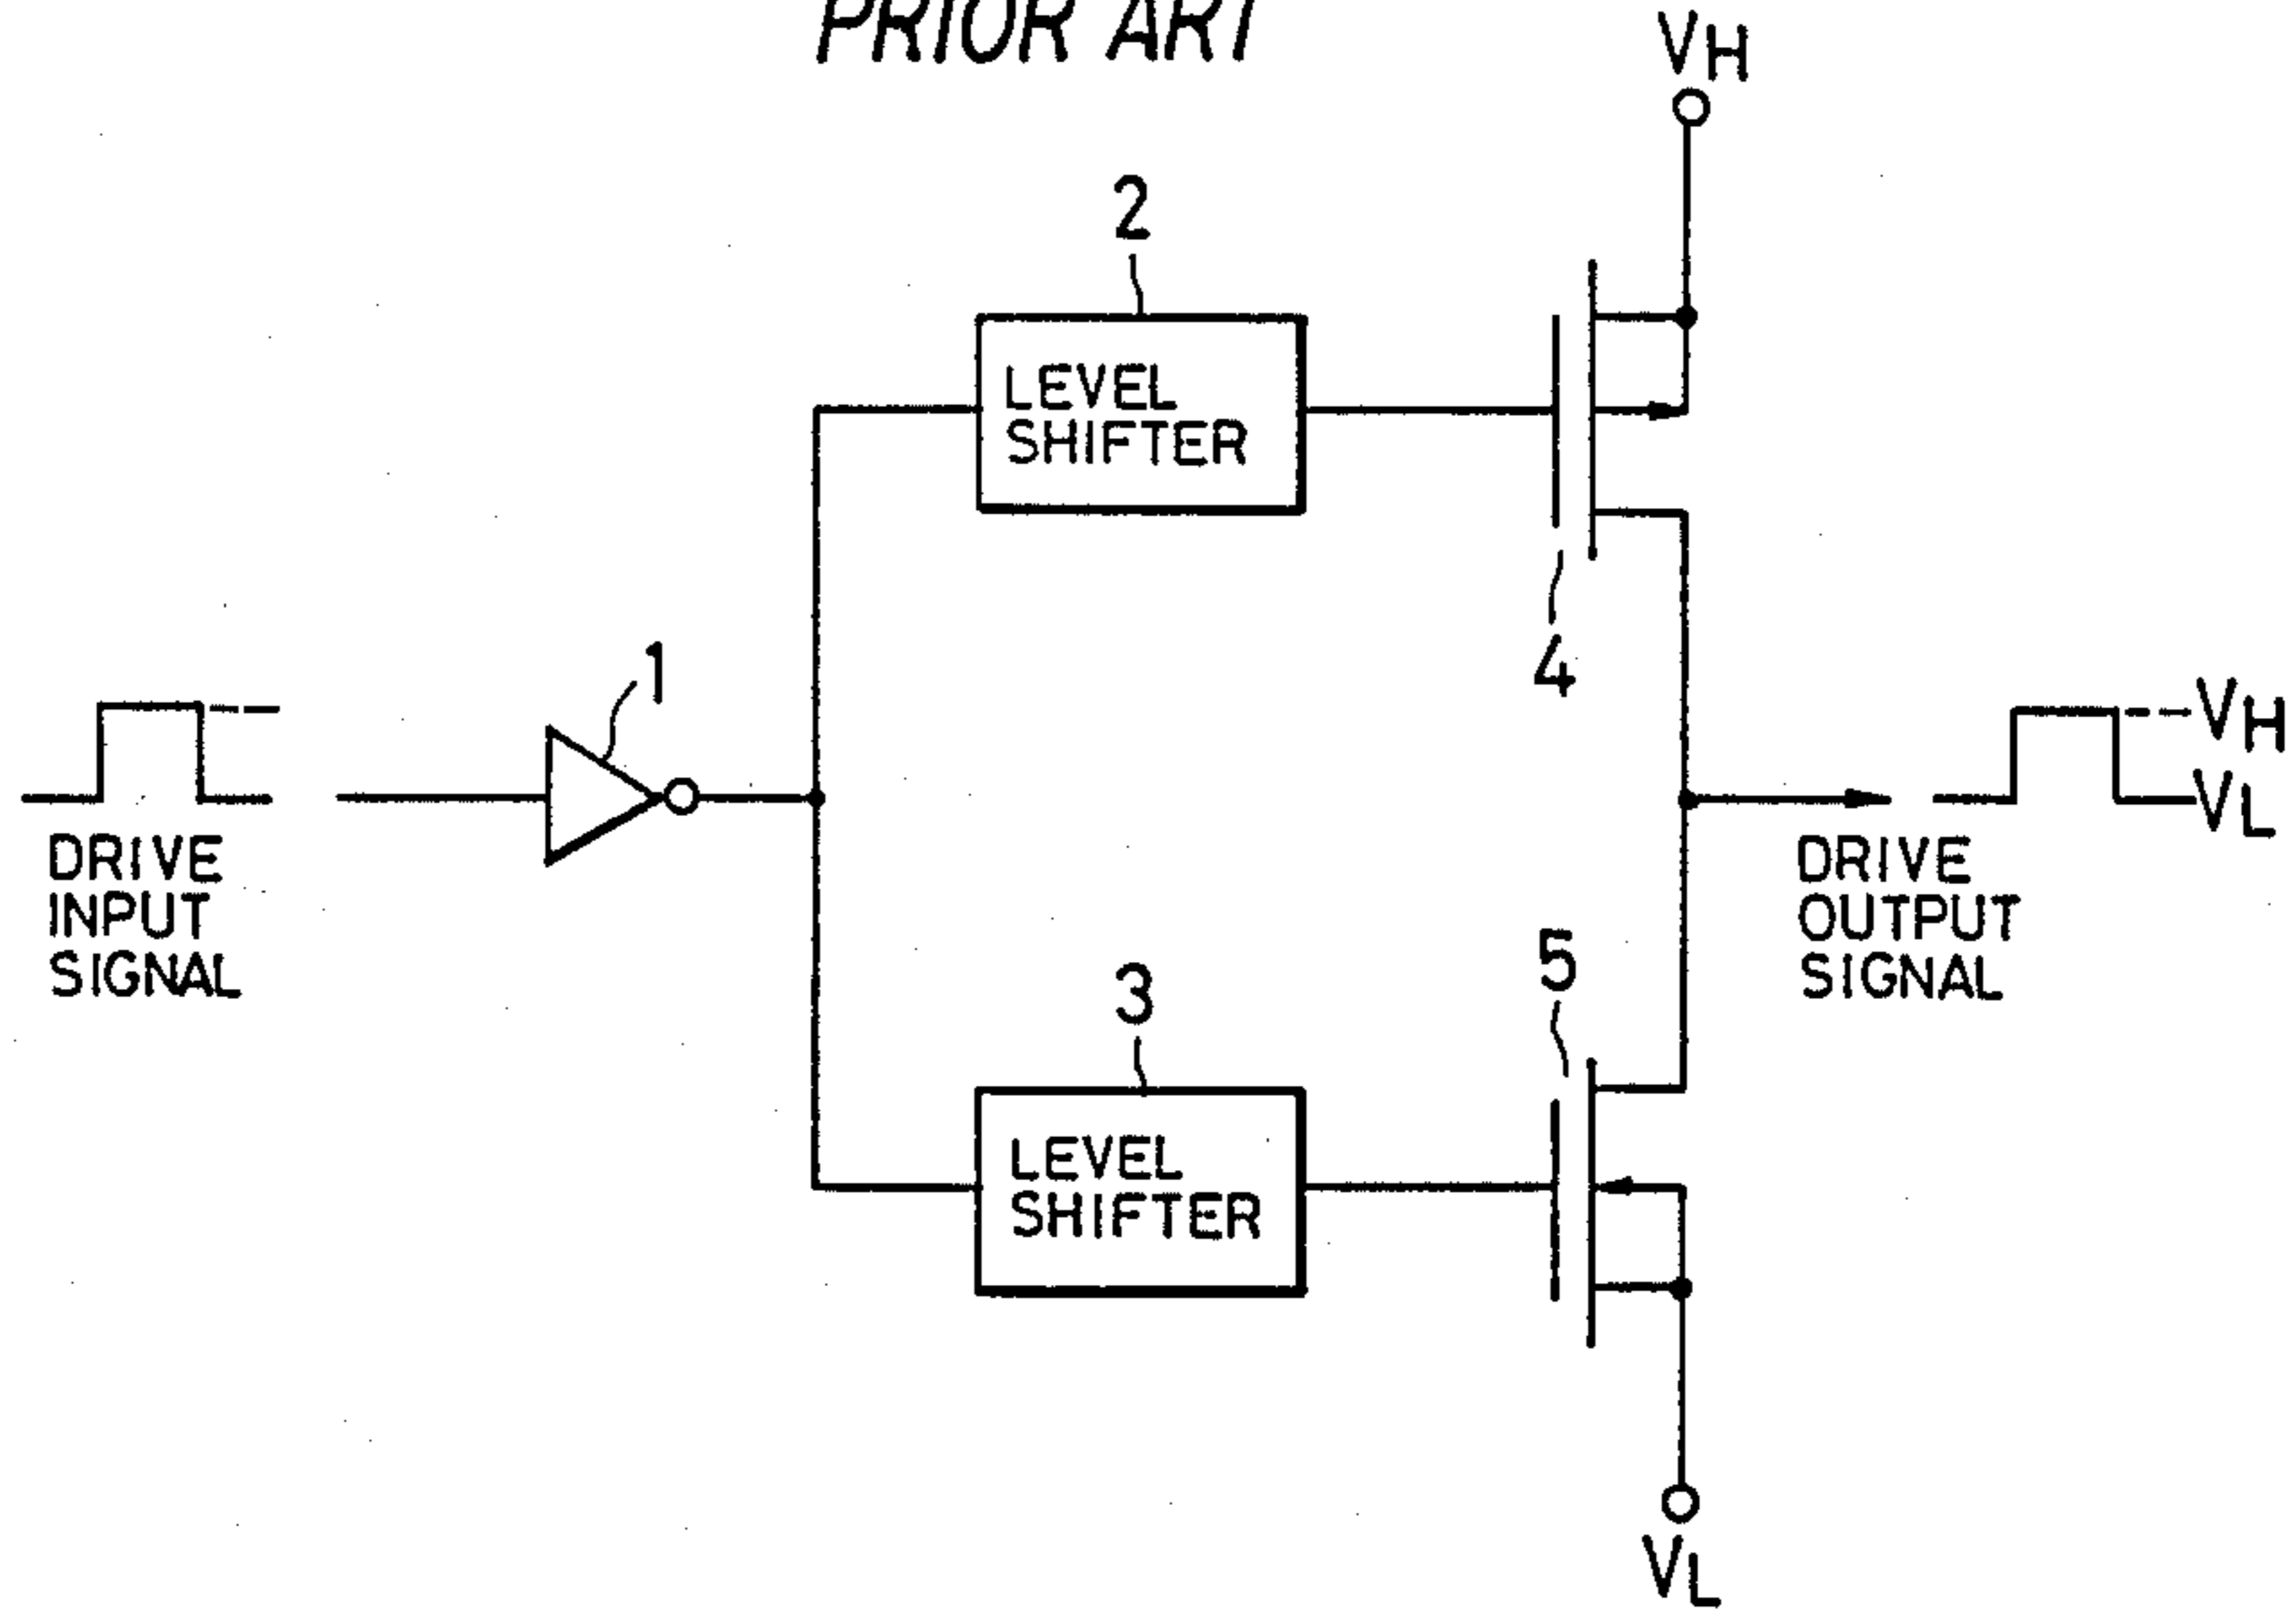 PRIOR ART
VH
2
LEVEL
SHIFTER
4
1
VH
VL
DRIVE
INPUT
SIGNAL
DRIVE
OUTPUT
SIGNAL
5
3
LEVEL
SHIFTER
VL